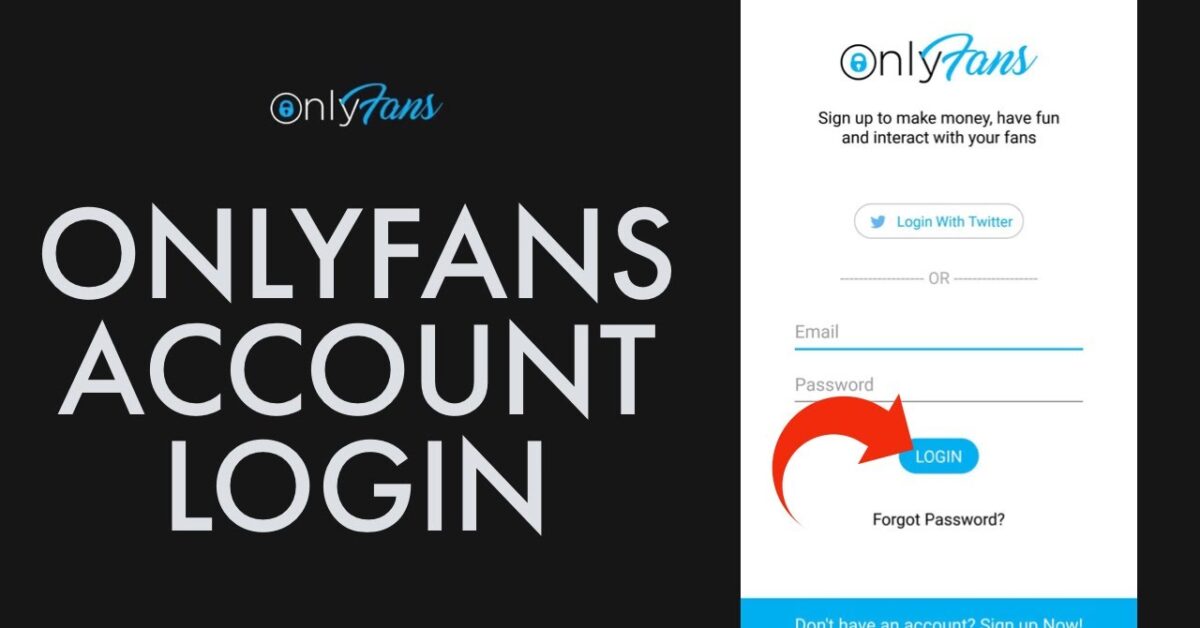 OnlyFans
ONLYFANS
ACCOUNT
LOGIN
OnlyFans
Sign up to make money, have fun
and interact with your fans
Login With Twitter
OR
Email
Password
LOGIN
Forgot Password?
Don't have an account? Sign up Now!